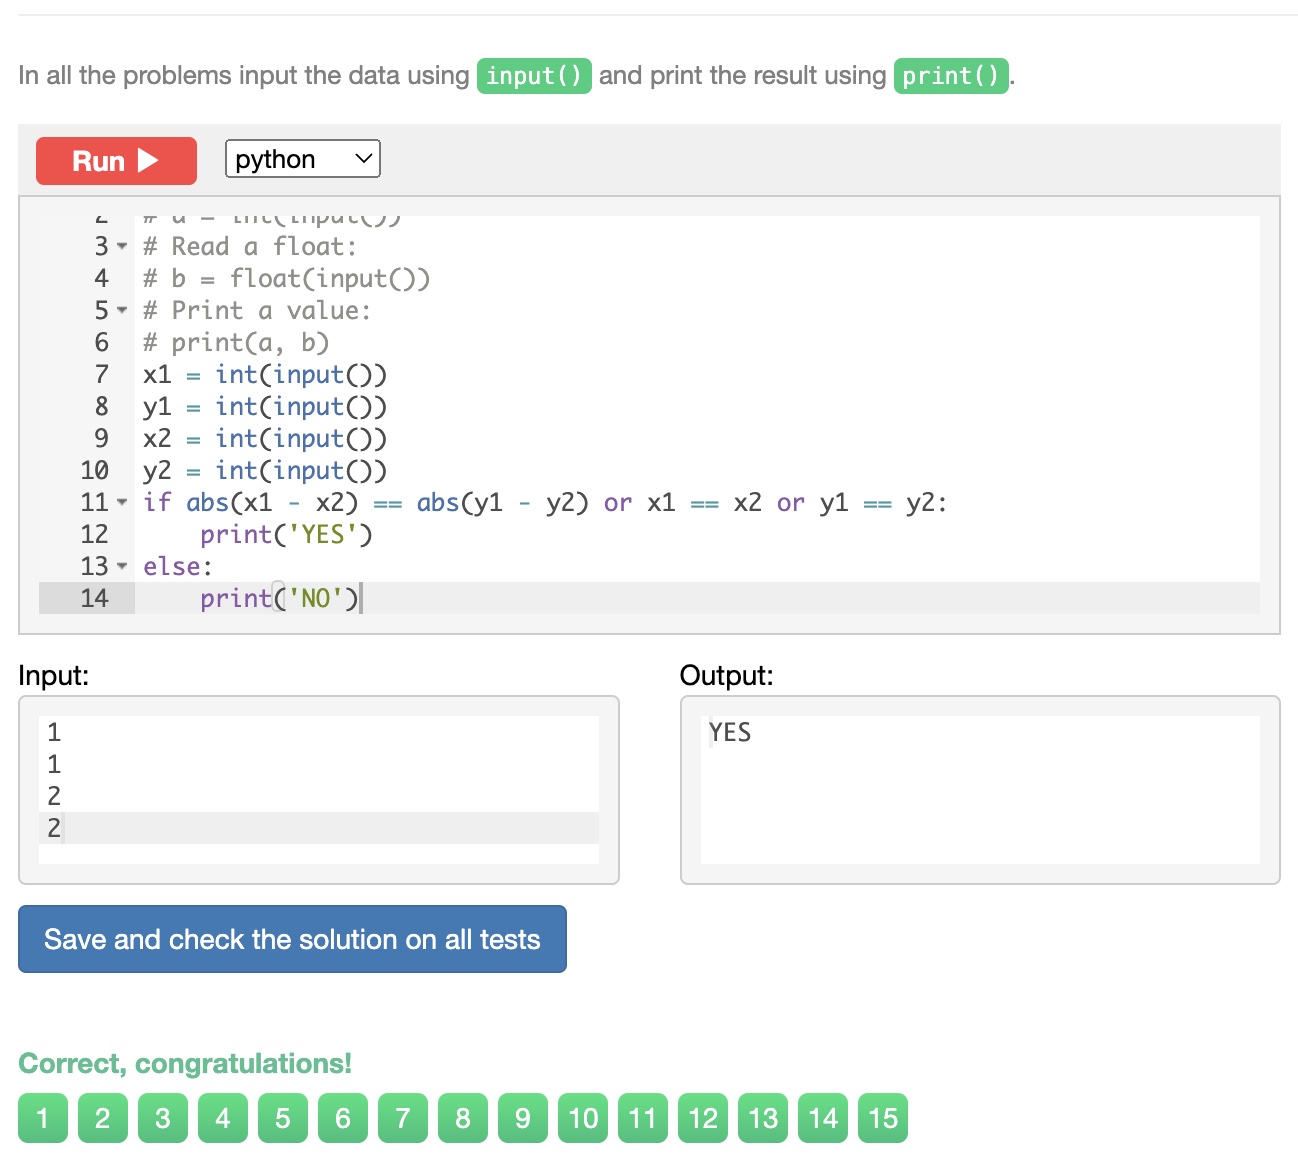 In all the problems input the data using input() and print the result using print().
Run
python
2 # a = int(input())
3 # Read a float:
4 # b = float(input())
5 # Print a value:
6 # print(a, b)
7 x1 = int(input())
8 y1 = int(input())
9 x2 = int(input())
10 y2 = int(input())
11 if abs(x1 - x2) == abs(y1 - y2) or x1 == x2 or y1 == y2:
12 print('YES')
13 else:
14 print('NO')
Input:
1
1
2
2
Output:
YES
Save and check the solution on all tests
Correct, congratulations!
1 2 3 4 5 6 7 8 9 10 11 12 13 14 15